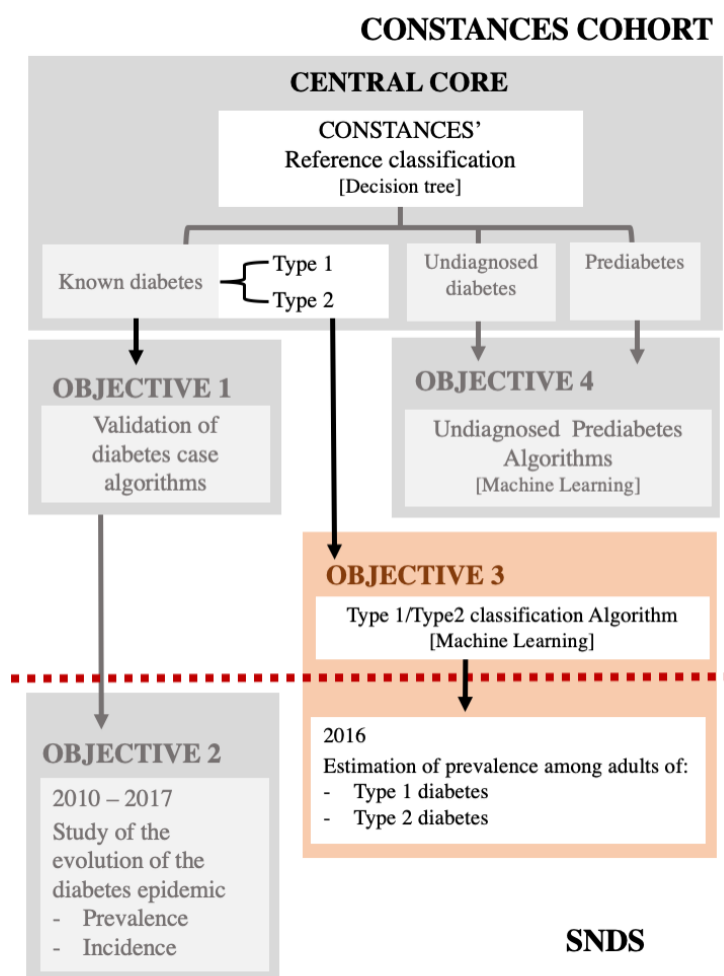 CONSTANCES COHORT
CENTRAL CORE
CONSTANCES’
Reference classification
[Decision tree]
Known diabetes
Type 1
Type 2
Undiagnosed
diabetes
Prediabetes
OBJECTIVE 1
Validation of
diabetes case
algorithms
OBJECTIVE 4
Undiagnosed Prediabetes
Algorithms
[Machine Learning]
OBJECTIVE 3
Type 1/Type2 classification Algorithm
[Machine Learning]
OBJECTIVE 2
2010 – 2017
Study of the
evolution of the
diabetes epidemic
- Prevalence
- Incidence
2016
Estimation of prevalence among adults of:
- Type 1 diabetes
- Type 2 diabetes
SNDS